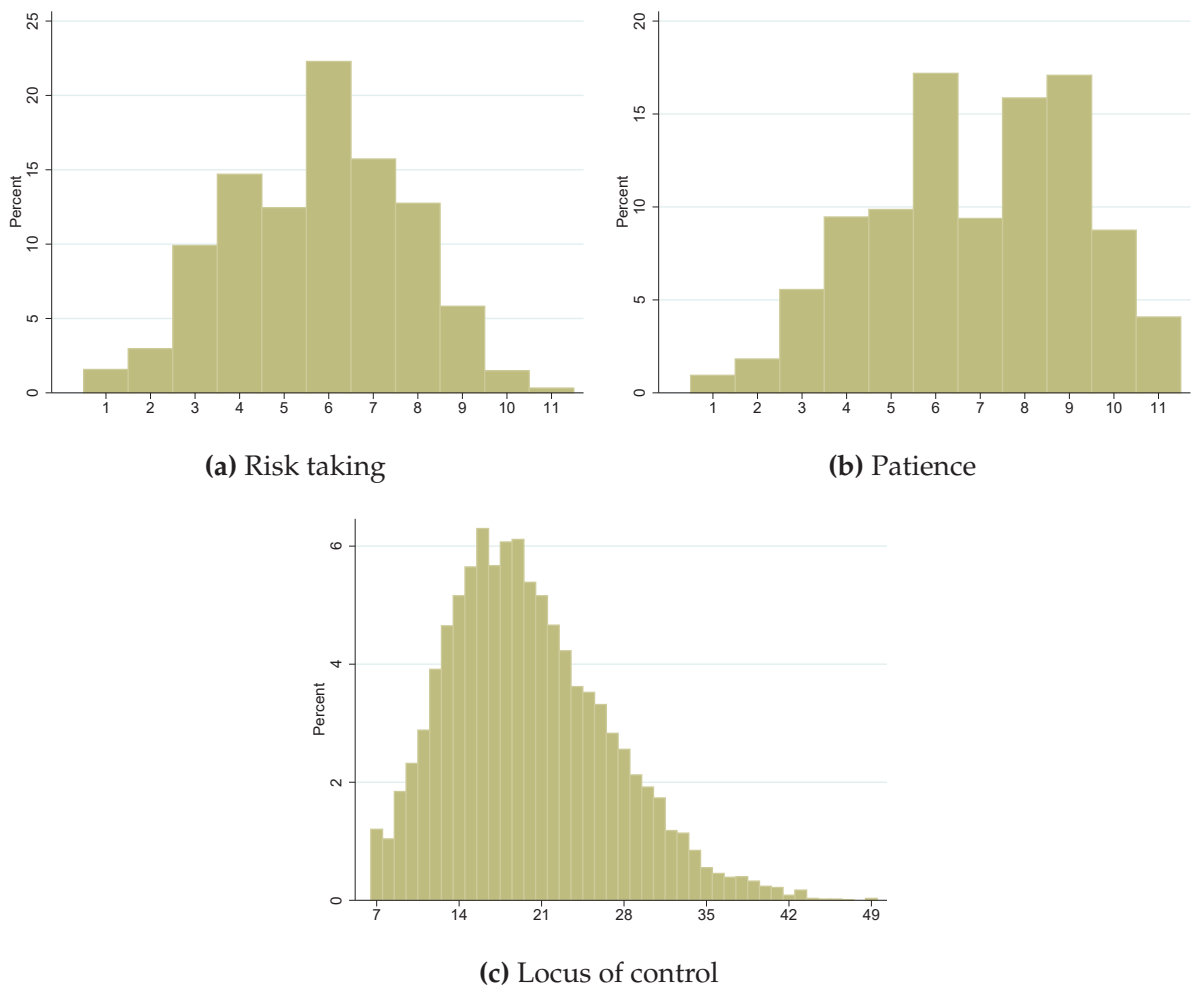 25
20
15
10
5
0
Percent
1 2 3 4 5 6 7 8 9 10 11
(a) Risk taking
20
15
10
5
0
Percent
1 2 3 4 5 6 7 8 9 10 11
(b) Patience
6
4
2
0
Percent
7 14 21 28 35 42 49
(c) Locus of control